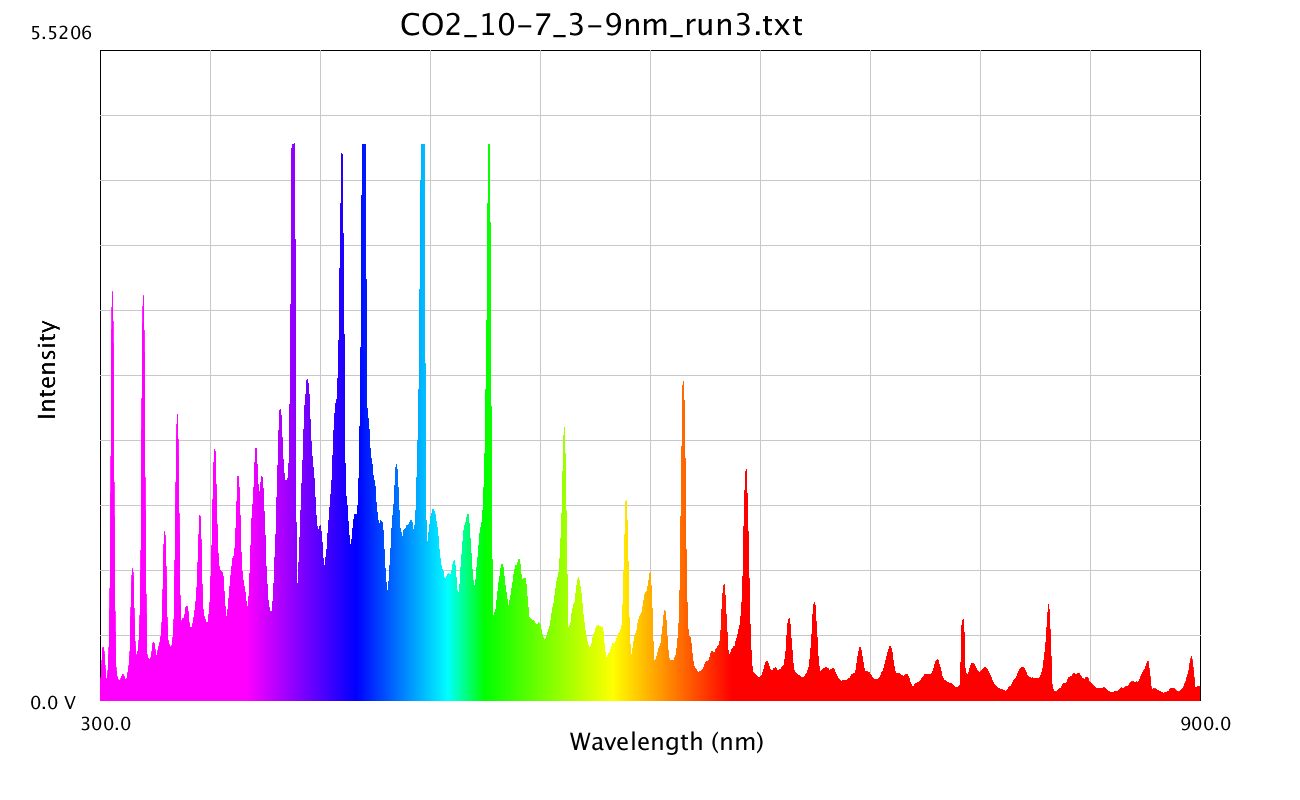 CO2_10-7_3-9nm_run3.txt
5.5206
Intensity
0.0 V
300.0
900.0
Wavelength (nm)